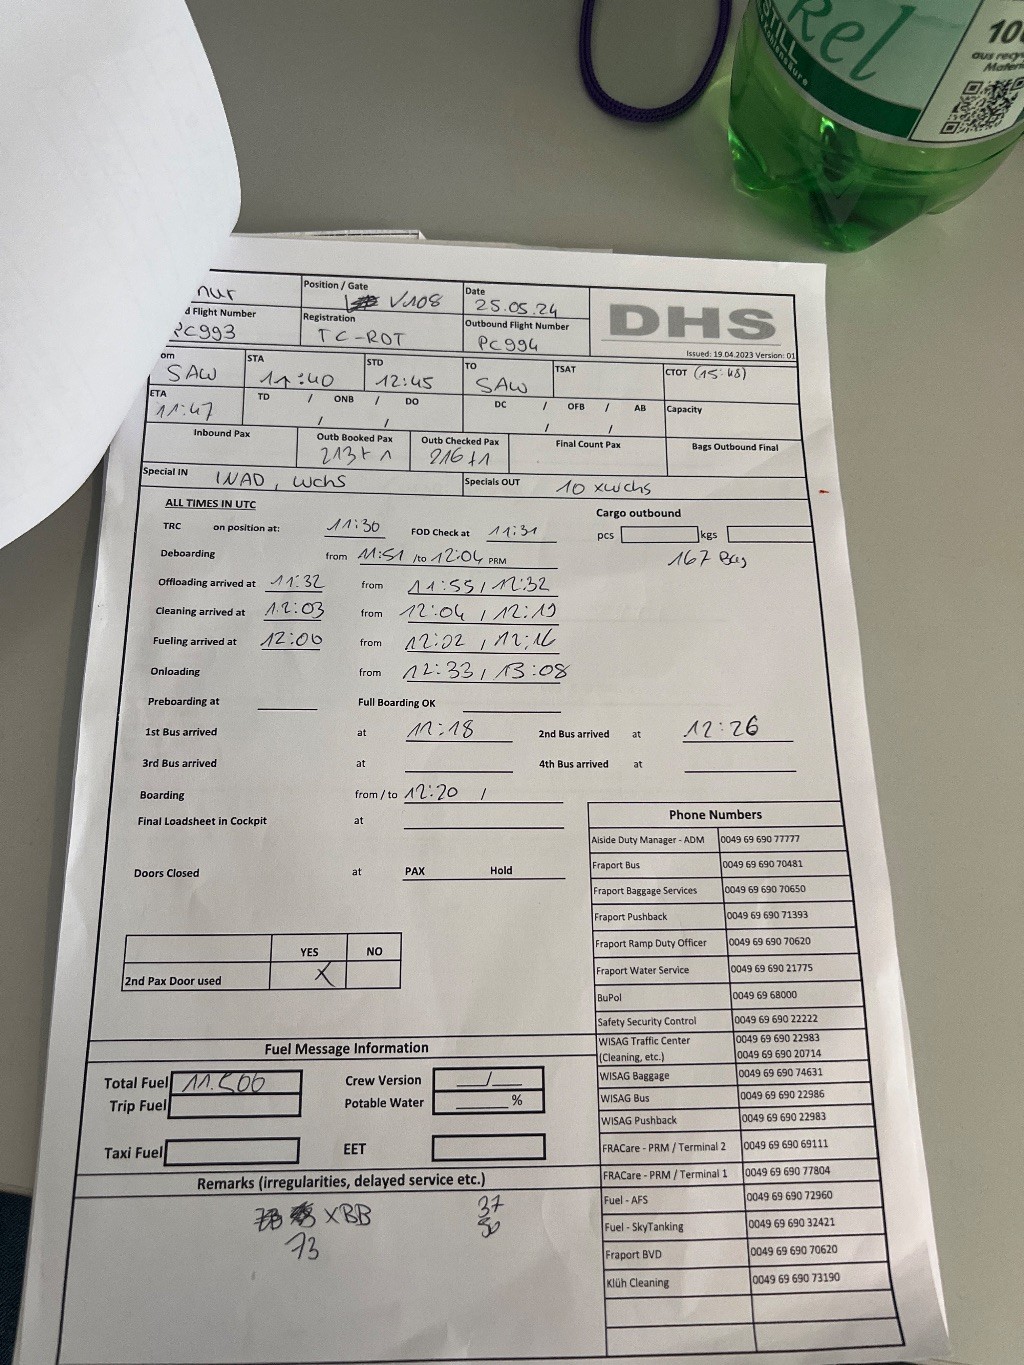 kel
STILL
100
aus recy
Materi
nur
Position / Gate
V108
Date
25.05.24
DHS
d Flight Number
PC993
Registration
TC-ROT
Outbound Flight Number
PC994
Issued: 19.04.2023 Version: 01
om
SAW
STA
11:40
STD
12:45
TO
SAW
TSAT
CTOT (15:48)
ETA
11:47
TD / ONB / DO
/ /
DC / OFB / AB
/ /
Capacity
Inbound Pax
Outb Booked Pax
213+1
Outb Checked Pax
216+1
Final Count Pax
Bags Outbound Final
Special IN INAD, wchs
Specials OUT 10 xwchs
ALL TIMES IN UTC
Cargo outbound
TRC on position at: 11:30 FOD Check at 11:31
pcs kgs
Deboarding from 11:51 /to 12:04 PRM
167 Bag
Offloading arrived at 11:32 from 11:55 / 12:32
Cleaning arrived at 12:03 from 12:04 / 12:19
Fueling arrived at 12:00 from 12:02 / 12:16
Onloading from 12:33 / 13:08
Preboarding at Full Boarding OK
1st Bus arrived at 12:18 2nd Bus arrived at 12:26
3rd Bus arrived at 4th Bus arrived at
Boarding from / to 12:20 /
Final Loadsheet in Cockpit at
Doors Closed at PAX Hold
YES NO
2nd Pax Door used X
Phone Numbers
Aiside Duty Manager - ADM 0049 69 690 77777
Fraport Bus 0049 69 690 70481
Fraport Baggage Services 0049 69 690 70650
Fraport Pushback 0049 69 690 71393
Fraport Ramp Duty Officer 0049 69 690 70620
Fraport Water Service 0049 69 690 21775
BuPol 0049 69 68000
Safety Security Control 0049 69 690 22222
WISAG Traffic Center 0049 69 690 22983
(Cleaning, etc.) 0049 69 690 20714
WISAG Baggage 0049 69 690 74631
WISAG Bus 0049 69 690 22986
WISAG Pushback 0049 69 690 22983
FRACare - PRM / Terminal 2 0049 69 690 69111
FRACare - PRM / Terminal 1 0049 69 690 77804
Fuel - AFS 0049 69 690 72960
Fuel - SkyTanking 0049 69 690 32421
Fraport BVD 0049 69 690 70620
Klüh Cleaning 0049 69 690 73190
Fuel Message Information
Total Fuel 11.500
Crew Version /
Trip Fuel
Potable Water %
Taxi Fuel
EET
Remarks (irregularities, delayed service etc.)
XBB 37
73 50